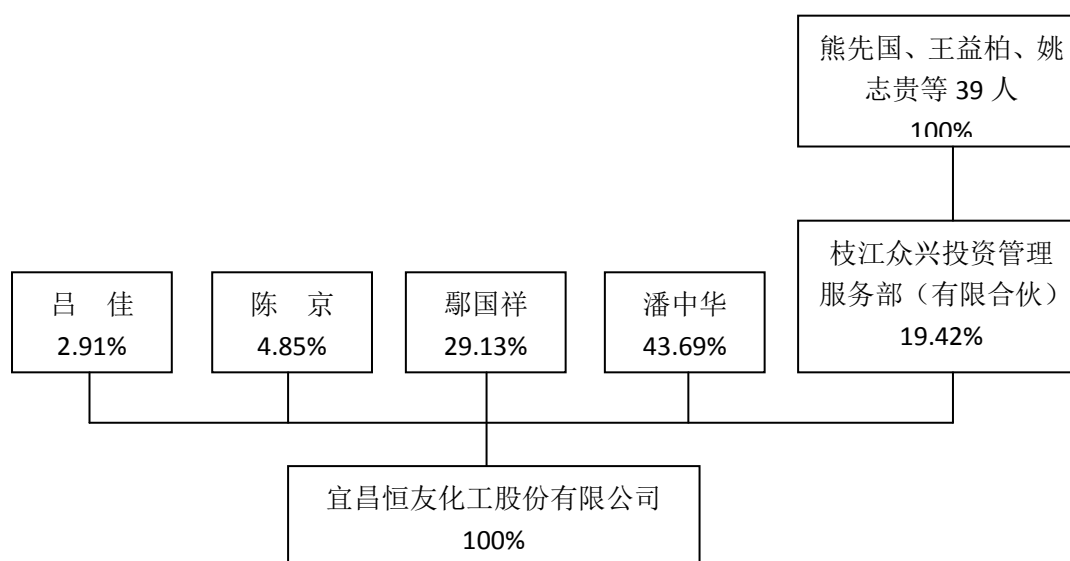 熊先国、王益柏、姚
志贵等 39 人
100%
枝江众兴投资管理
服务部（有限合伙）
19.42%
吕　佳
2.91%
陈　京
4.85%
鄢国祥
29.13%
潘中华
43.69%
宜昌恒友化工股份有限公司
100%